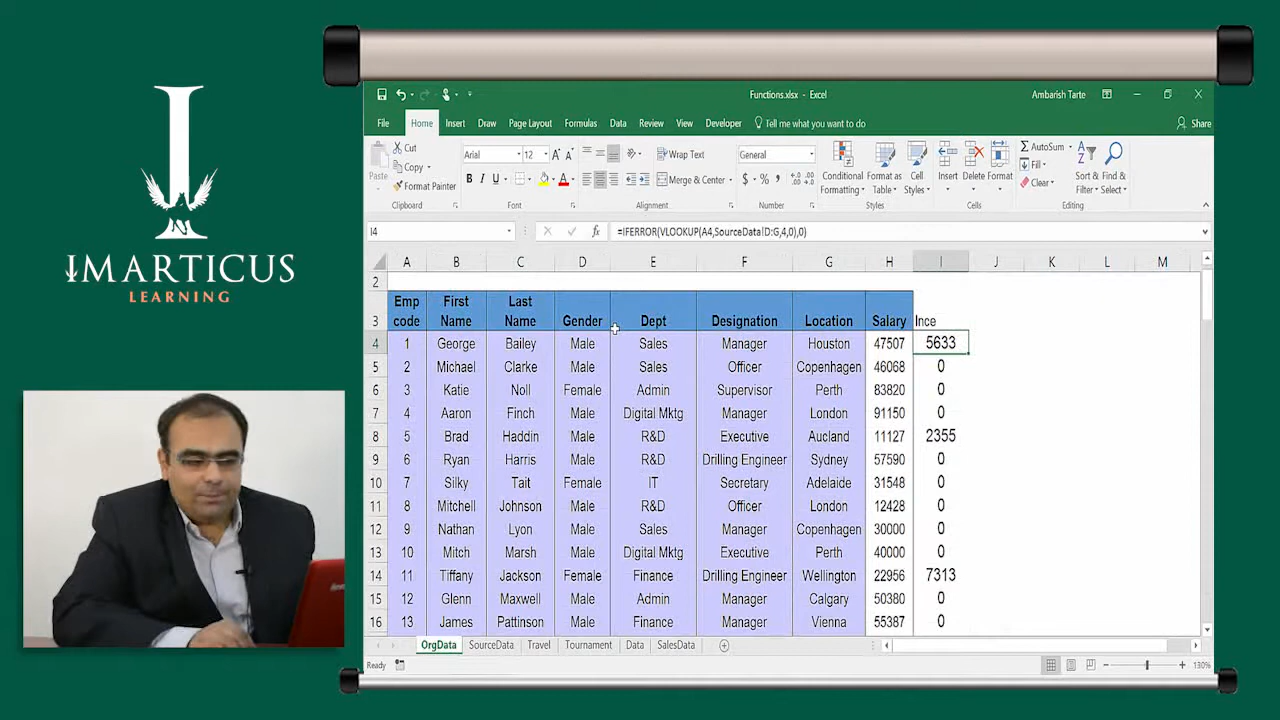 IMARTICUS
LEARNING
Functions.xlsx - Excel
Ambarish Tarte
File Home Insert Draw Page Layout Formulas Data Review View Developer Tell me what you want to do
Share
Cut
Copy
Format Painter
Paste
Clipboard
Arial 12
B I U
Font
Wrap Text
Merge & Center
Alignment
General
$ % ,
Number
Conditional Formatting
Format as Table
Cell Styles
Styles
Insert Delete Format
Cells
AutoSum
Fill
Clear
Sort & Filter
Find & Select
Editing
I4
fx =IFERROR(VLOOKUP(A4,SourceData!D:G,4,0),0)
A B C D E F G H I J K L M
2
3 Emp code First Name Last Name Gender Dept Designation Location Salary Ince
4 1 George Bailey Male Sales Manager Houston 47507 5633
5 2 Michael Clarke Male Sales Officer Copenhagen 46068 0
6 3 Katie Noll Female Admin Supervisor Perth 83820 0
7 4 Aaron Finch Male Digital Mktg Manager London 91150 0
8 5 Brad Haddin Male R&D Executive Aucland 11127 2355
9 6 Ryan Harris Male R&D Drilling Engineer Sydney 57590 0
10 7 Silky Tait Female IT Secretary Adelaide 31548 0
11 8 Mitchell Johnson Male R&D Officer London 12428 0
12 9 Nathan Lyon Male Sales Manager Copenhagen 30000 0
13 10 Mitch Marsh Male Digital Mktg Executive Perth 40000 0
14 11 Tiffany Jackson Female Finance Drilling Engineer Wellington 22956 7313
15 12 Glenn Maxwell Male Admin Manager Calgary 50380 0
16 13 James Pattinson Male Finance Manager Vienna 55387 0
OrgData SourceData Travel Tournament Data SalesData
Ready
130%